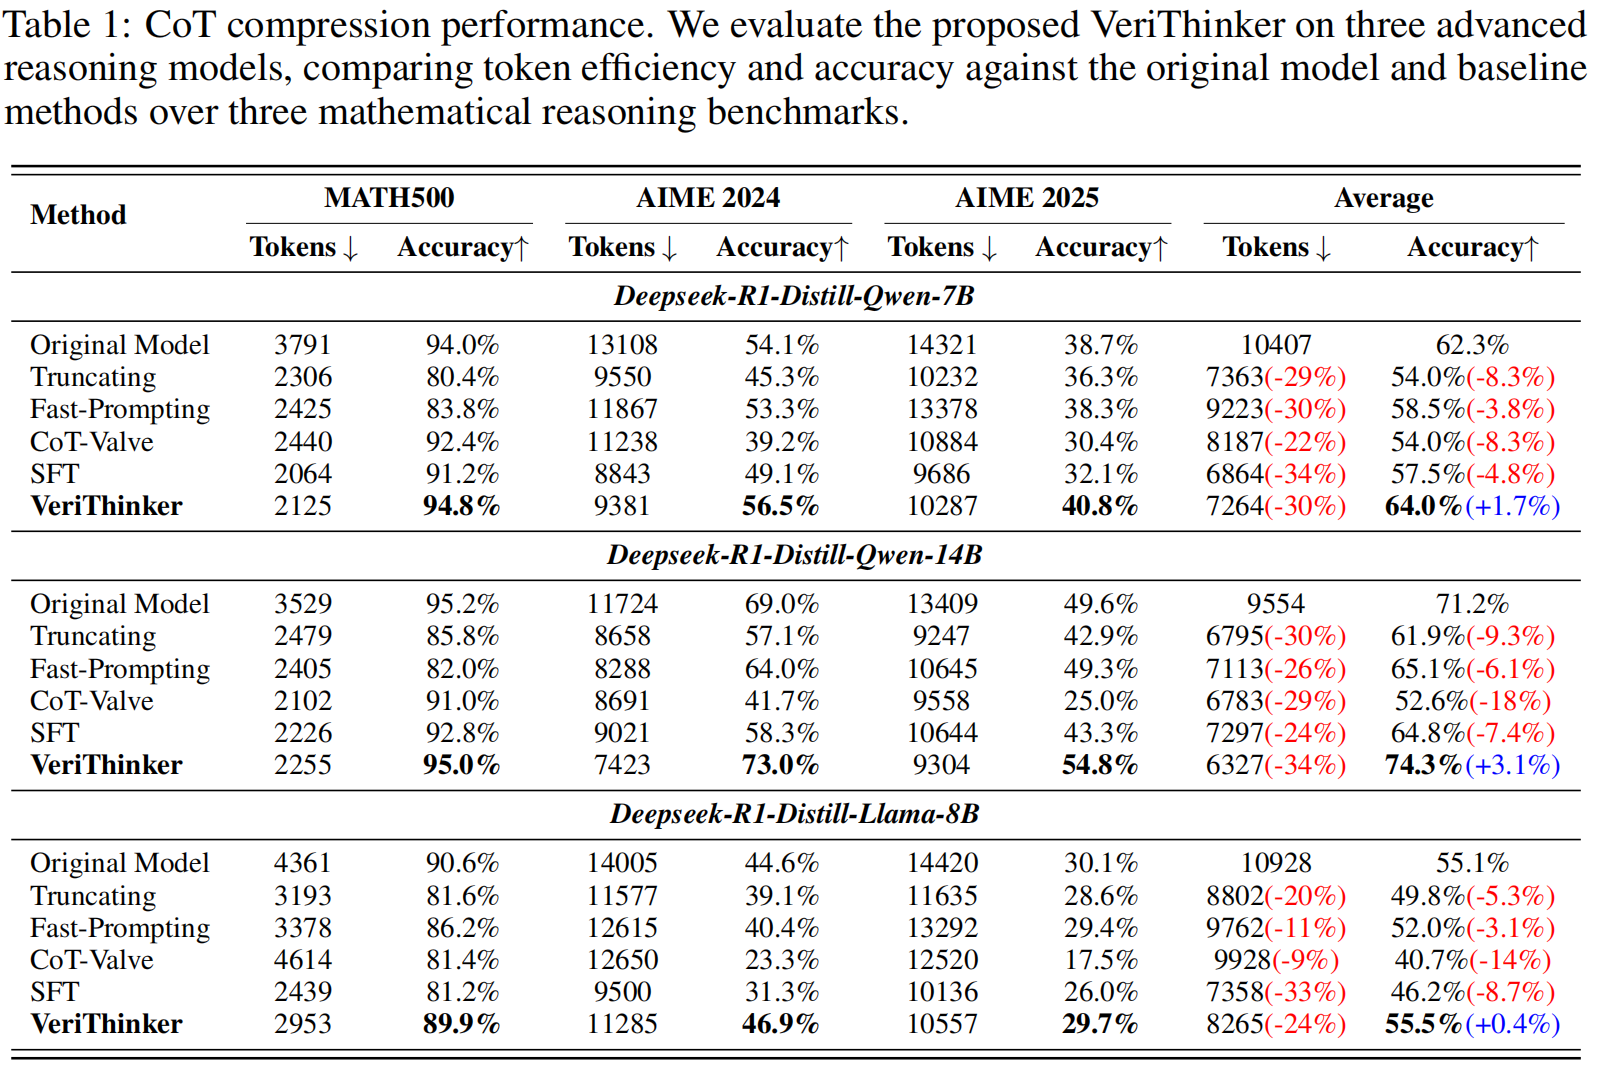 Table 1: CoT compression performance. We evaluate the proposed VeriThinker on three advanced
reasoning models, comparing token efficiency and accuracy against the original model and baseline
methods over three mathematical reasoning benchmarks.
Method MATH500 AIME 2024 AIME 2025 Average
Tokens ↓ Accuracy↑ Tokens ↓ Accuracy↑ Tokens ↓ Accuracy↑ Tokens ↓ Accuracy↑
Deepseek-R1-Distill-Qwen-7B
Original Model 3791 94.0% 13108 54.1% 14321 38.7% 10407 62.3%
Truncating 2306 80.4% 9550 45.3% 10232 36.3% 7363(-29%) 54.0%(-8.3%)
Fast-Prompting 2425 83.8% 11867 53.3% 13378 38.3% 9223(-30%) 58.5%(-3.8%)
CoT-Valve 2440 92.4% 11238 39.2% 10884 30.4% 8187(-22%) 54.0%(-8.3%)
SFT 2064 91.2% 8843 49.1% 9686 32.1% 6864(-34%) 57.5%(-4.8%)
VeriThinker 2125 94.8% 9381 56.5% 10287 40.8% 7264(-30%) 64.0%(+1.7%)
Deepseek-R1-Distill-Qwen-14B
Original Model 3529 95.2% 11724 69.0% 13409 49.6% 9554 71.2%
Truncating 2479 85.8% 8658 57.1% 9247 42.9% 6795(-30%) 61.9%(-9.3%)
Fast-Prompting 2405 82.0% 8288 64.0% 10645 49.3% 7113(-26%) 65.1%(-6.1%)
CoT-Valve 2102 91.0% 8691 41.7% 9558 25.0% 6783(-29%) 52.6%(-18%)
SFT 2226 92.8% 9021 58.3% 10644 43.3% 7297(-24%) 64.8%(-7.4%)
VeriThinker 2255 95.0% 7423 73.0% 9304 54.8% 6327(-34%) 74.3%(+3.1%)
Deepseek-R1-Distill-Llama-8B
Original Model 4361 90.6% 14005 44.6% 14420 30.1% 10928 55.1%
Truncating 3193 81.6% 11577 39.1% 11635 28.6% 8802(-20%) 49.8%(-5.3%)
Fast-Prompting 3378 86.2% 12615 40.4% 13292 29.4% 9762(-11%) 52.0%(-3.1%)
CoT-Valve 4614 81.4% 12650 23.3% 12520 17.5% 9928(-9%) 40.7%(-14%)
SFT 2439 81.2% 9500 31.3% 10136 26.0% 7358(-33%) 46.2%(-8.7%)
VeriThinker 2953 89.9% 11285 46.9% 10557 29.7% 8265(-24%) 55.5%(+0.4%)